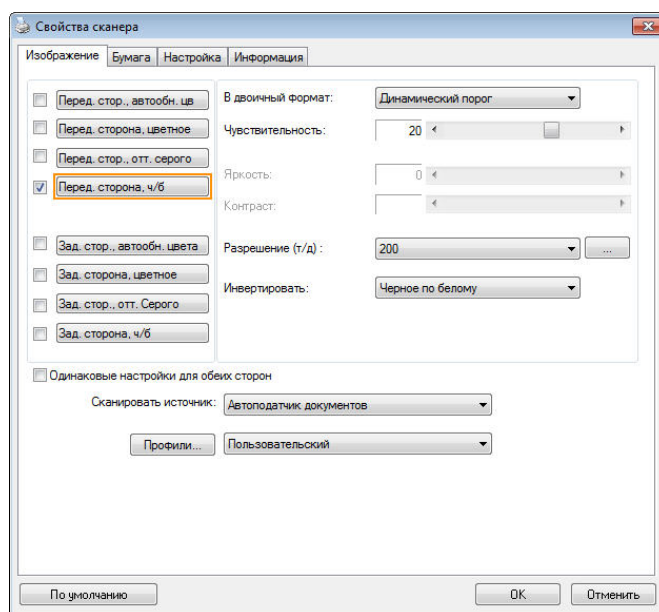 Свойства сканера
Изображение Бумага Настройка Информация
Перед. стор., автообн. цв
Перед. сторона, цветное
Перед. стор., отт. серого
Перед. сторона, ч/б
Зад. стор., автообн. цвета
Зад. сторона, цветное
Зад. стор., отт. Серого
Зад. сторона, ч/б
В двоичный формат: Динамический порог
Чувствительность: 20
Яркость: 0
Контраст:
Разрешение (т/д) : 200 ...
Инвертировать: Черное по белому
Одинаковые настройки для обеих сторон
Сканировать источник: Автоподатчик документов
Профили... Пользовательский
По умолчанию OK Отменить